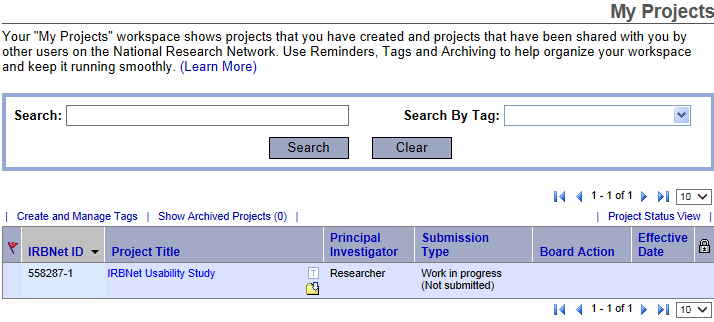 My Projects
Your "My Projects" workspace shows projects that you have created and projects that have been shared with you by
other users on the National Research Network. Use Reminders, Tags and Archiving to help organize your workspace
and keep it running smoothly. (Learn More)
Search: Search By Tag:
Search Clear
1 - 1 of 1 10
| Create and Manage Tags | Show Archived Projects (0) | | Project Status View |
IRBNet ID Project Title Principal Investigator Submission Type Board Action Effective Date
558287-1 IRBNet Usability Study T Researcher Work in progress
(Not submitted)
1 - 1 of 1 10